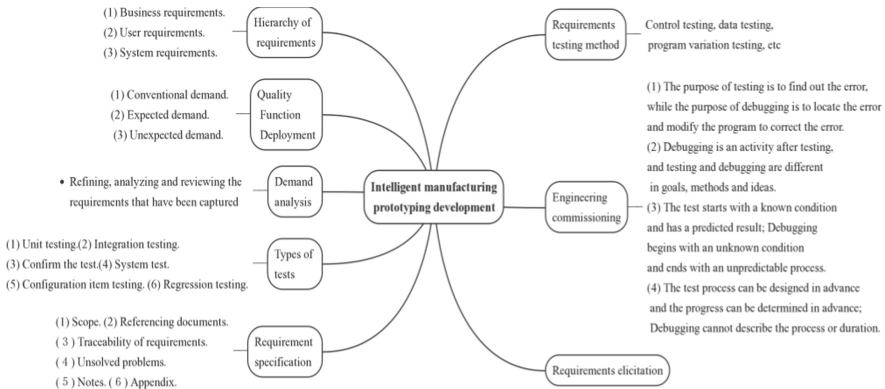 (1) Business requirements.
(2) User requirements.
(3) System requirements.
Hierarchy of
requirements
(1) Conventional demand.
(2) Expected demand.
(3) Unexpected demand.
Quality
Function
Deployment
• Refining, analyzing and reviewing the
requirements that have been captured
Demand
analysis
(1) Unit testing.(2) Integration testing.
(3) Confirm the test.(4) System test.
(5) Configuration item testing. (6) Regression testing.
Types of
tests
(1) Scope. (2) Referencing documents.
( 3 ) Traceability of requirements.
( 4 ) Unsolved problems.
( 5 ) Notes. ( 6 ) Appendix.
Requirement
specification
Intelligent manufacturing
prototyping development
Requirements
testing method
Control testing, data testing,
program variation testing, etc
Engineering
commissioning
(1) The purpose of testing is to find out the error,
while the purpose of debugging is to locate the error
and modify the program to correct the error.
(2) Debugging is an activity after testing,
and testing and debugging are different
in goals, methods and ideas.
(3) The test starts with a known condition
and has a predicted result; Debugging
begins with an unknown condition
and ends with an unpredictable process.
(4) The test process can be designed in advance
and the progress can be determined in advance;
Debugging cannot describe the process or duration.
Requirements elicitation